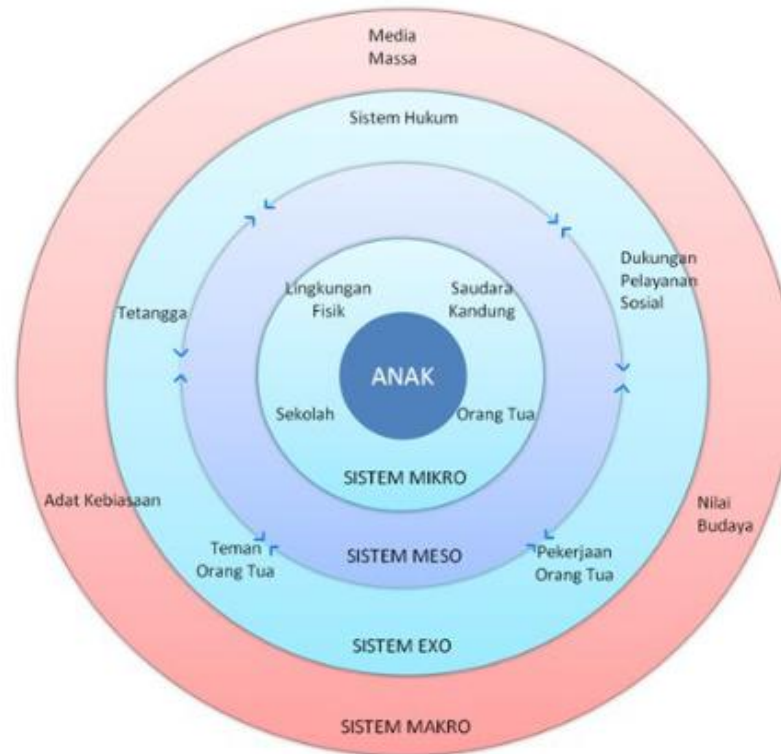 Media
Massa
Sistem Hukum
Dukungan
Pelayanan
Sosial
Tetangga
Lingkungan
Fisik
Saudara
Kandung
ANAK
Sekolah
Orang Tua
SISTEM MIKRO
Adat Kebiasaan
Nilai
Budaya
Teman
Orang Tua
SISTEM MESO
Pekerjaan
Orang Tua
SISTEM EXO
SISTEM MAKRO